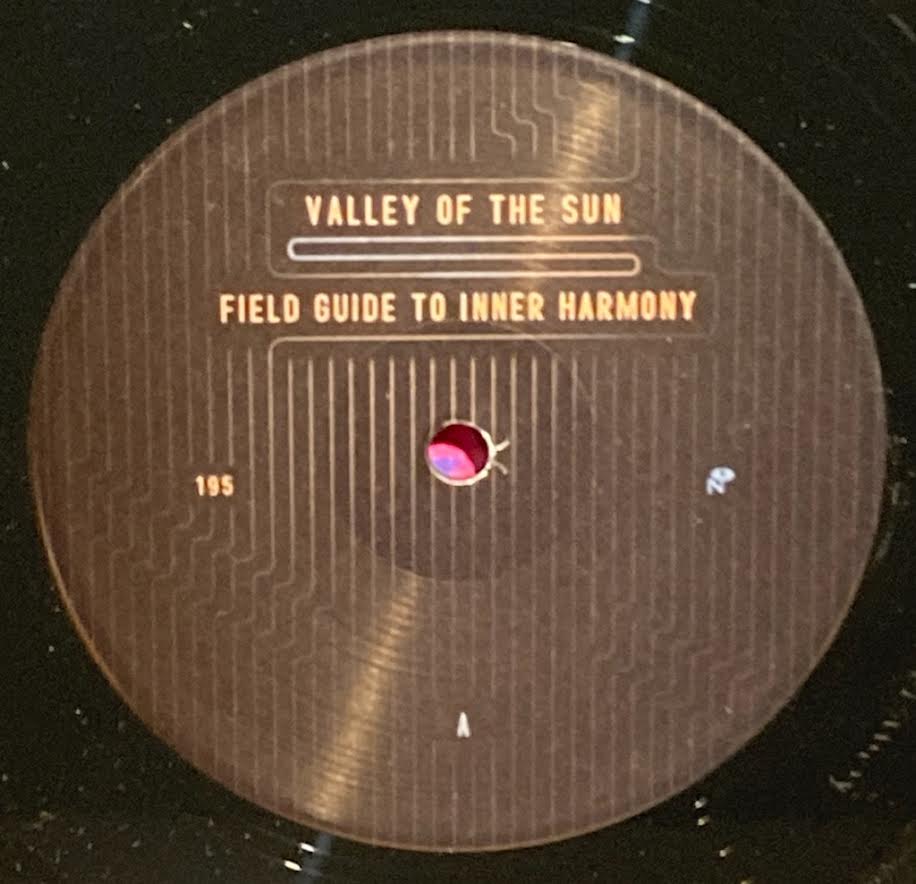 VALLEY OF THE SUN
FIELD GUIDE TO INNER HARMONY
195
A